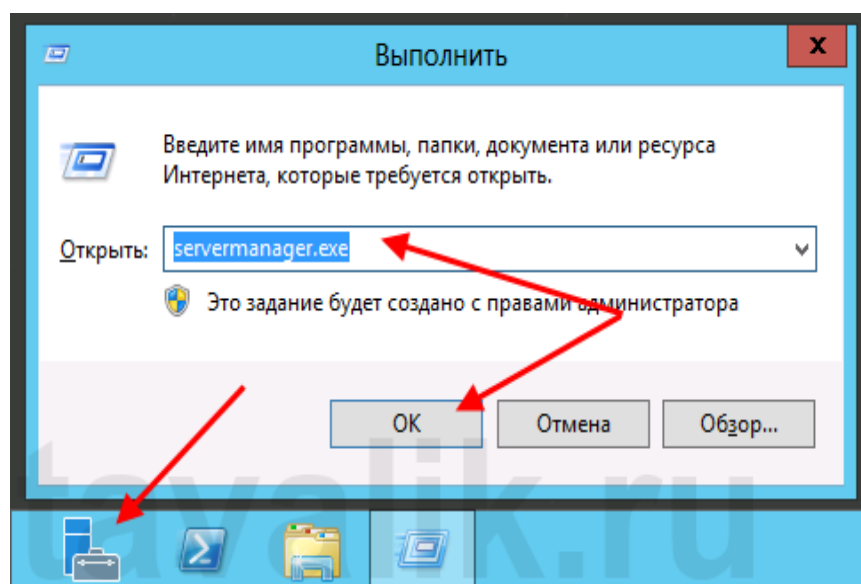 Выполнить
x
Введите имя программы, папки, документа или ресурса
Интернета, которые требуется открыть.
Открыть:
servermanager.exe
Это задание будет создано с правами администратора
ОК
Отмена
Обзор...
tavalik.ru